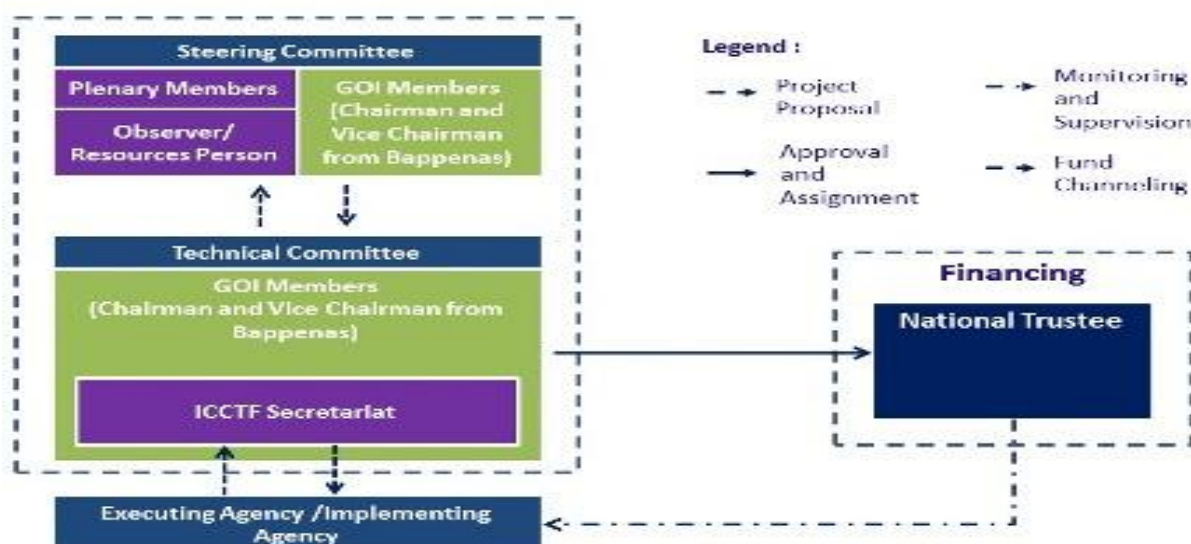 Steering Committee
Plenary Members
Observer/
Resources Person
GOI Members
(Chairman and
Vice Chairman
from Bappenas)
Technical Committee
GOI Members
(Chairman and Vice Chairman from
Bappenas)
ICCTF Secretariat
Executing Agency /Implementing
Agency
Legend :
Project
Proposal
Approval
and
Assignment
Monitoring
and
Supervision
Fund
Channeling
Financing
National Trustee